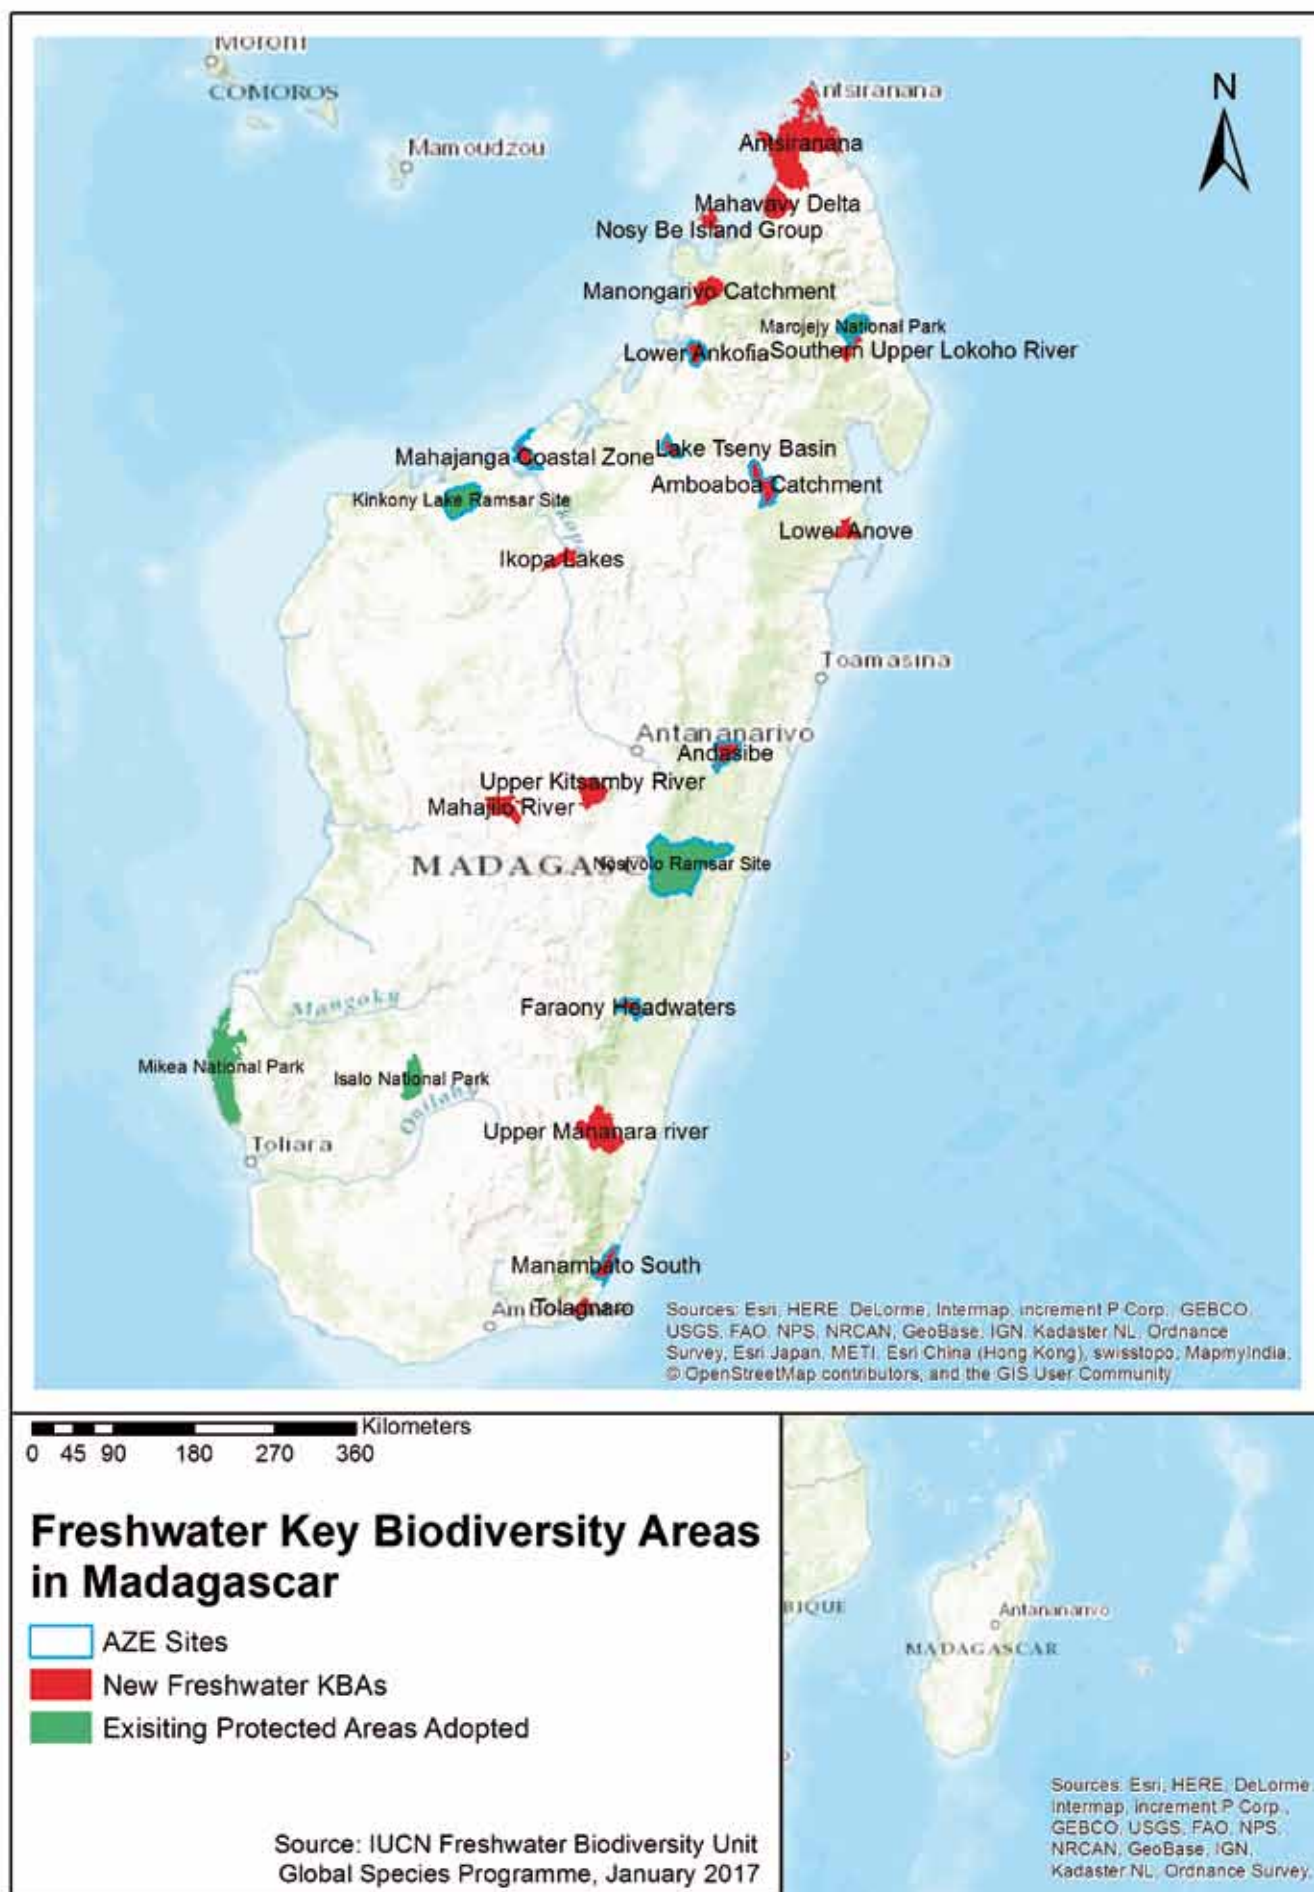 Moroni
COMOROS
Mamoudzou
Antsiranana
N
Antsiranana
Mahavavy Delta
Nosy Be Island Group
Manongarivo Catchment
Marojejy National Park
Lower Ankofia
Southern Upper Lokoho River
Mahajanga Coastal Zone
Lake Tseny Basin
Amboaboa Catchment
Kinkony Lake Ramsar Site
Lower Anove
Ikopa Lakes
Toamasina
Antananarivo
Andasibe
Upper Kitsamby River
Mahajilo River
MADAGASC
Nosivolo Ramsar Site
Faraony Headwaters
Mangoky
Mikea National Park
Isalo National Park
Onilahy
Toliara
Upper Mananara river
Manambato South
Tolagnaro
Sources: Esri, HERE, DeLorme, Intermap, increment P Corp., GEBCO,
USGS, FAO, NPS, NRCAN, GeoBase, IGN, Kadaster NL, Ordnance
Survey, Esri Japan, METI, Esri China (Hong Kong), swisstopo, MapmyIndia,
© OpenStreetMap contributors, and the GIS User Community
Kilometers
0 45 90 180 270 360
Freshwater Key Biodiversity Areas
in Madagascar
AZE Sites
New Freshwater KBAs
Exisiting Protected Areas Adopted
Source: IUCN Freshwater Biodiversity Unit
Global Species Programme, January 2017
BIQUE
Antananarivo
MADAGASCAR
Sources: Esri, HERE, DeLorme,
Intermap, increment P Corp.,
GEBCO, USGS, FAO, NPS,
NRCAN, GeoBase, IGN,
Kadaster NL, Ordnance Survey,